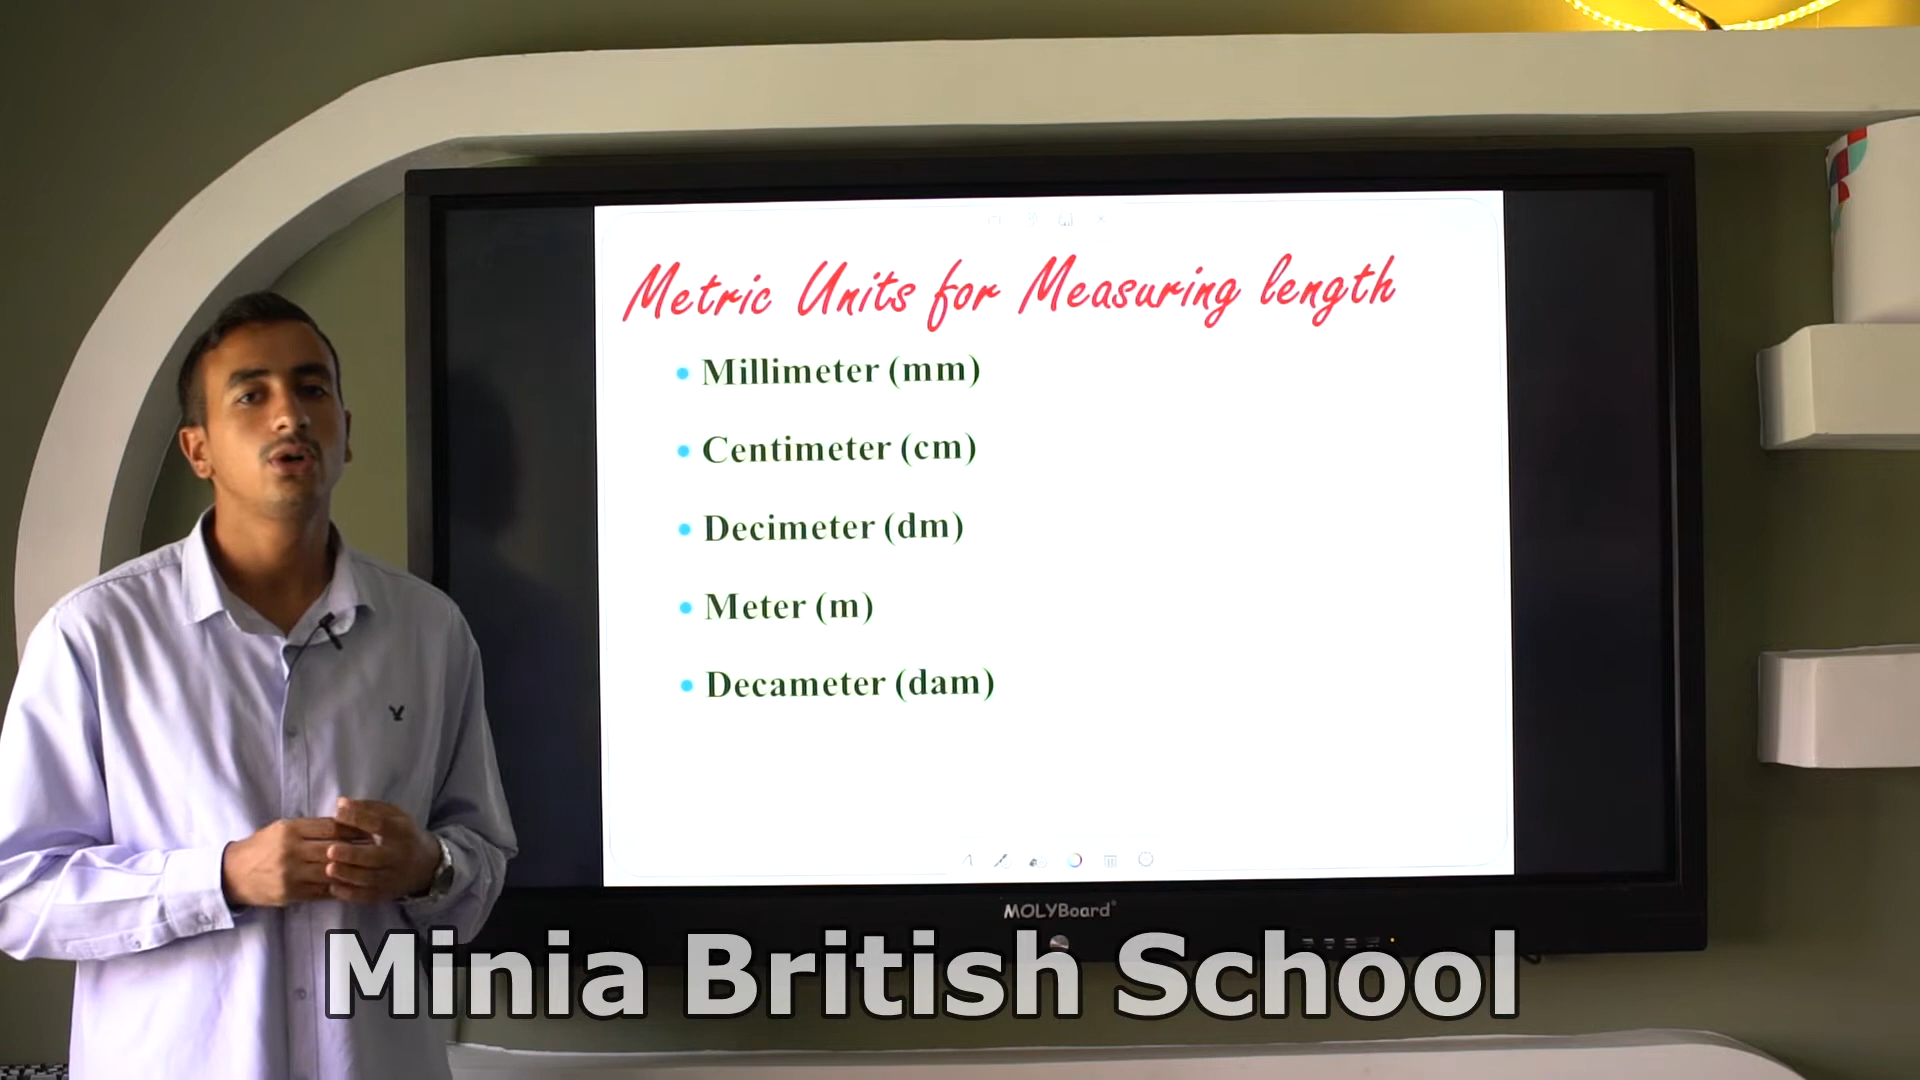 Metric Units for Measuring length
Millimeter (mm)
Centimeter (cm)
Decimeter (dm)
Meter (m)
Decameter (dam)
MOLYBoard
Minia British School